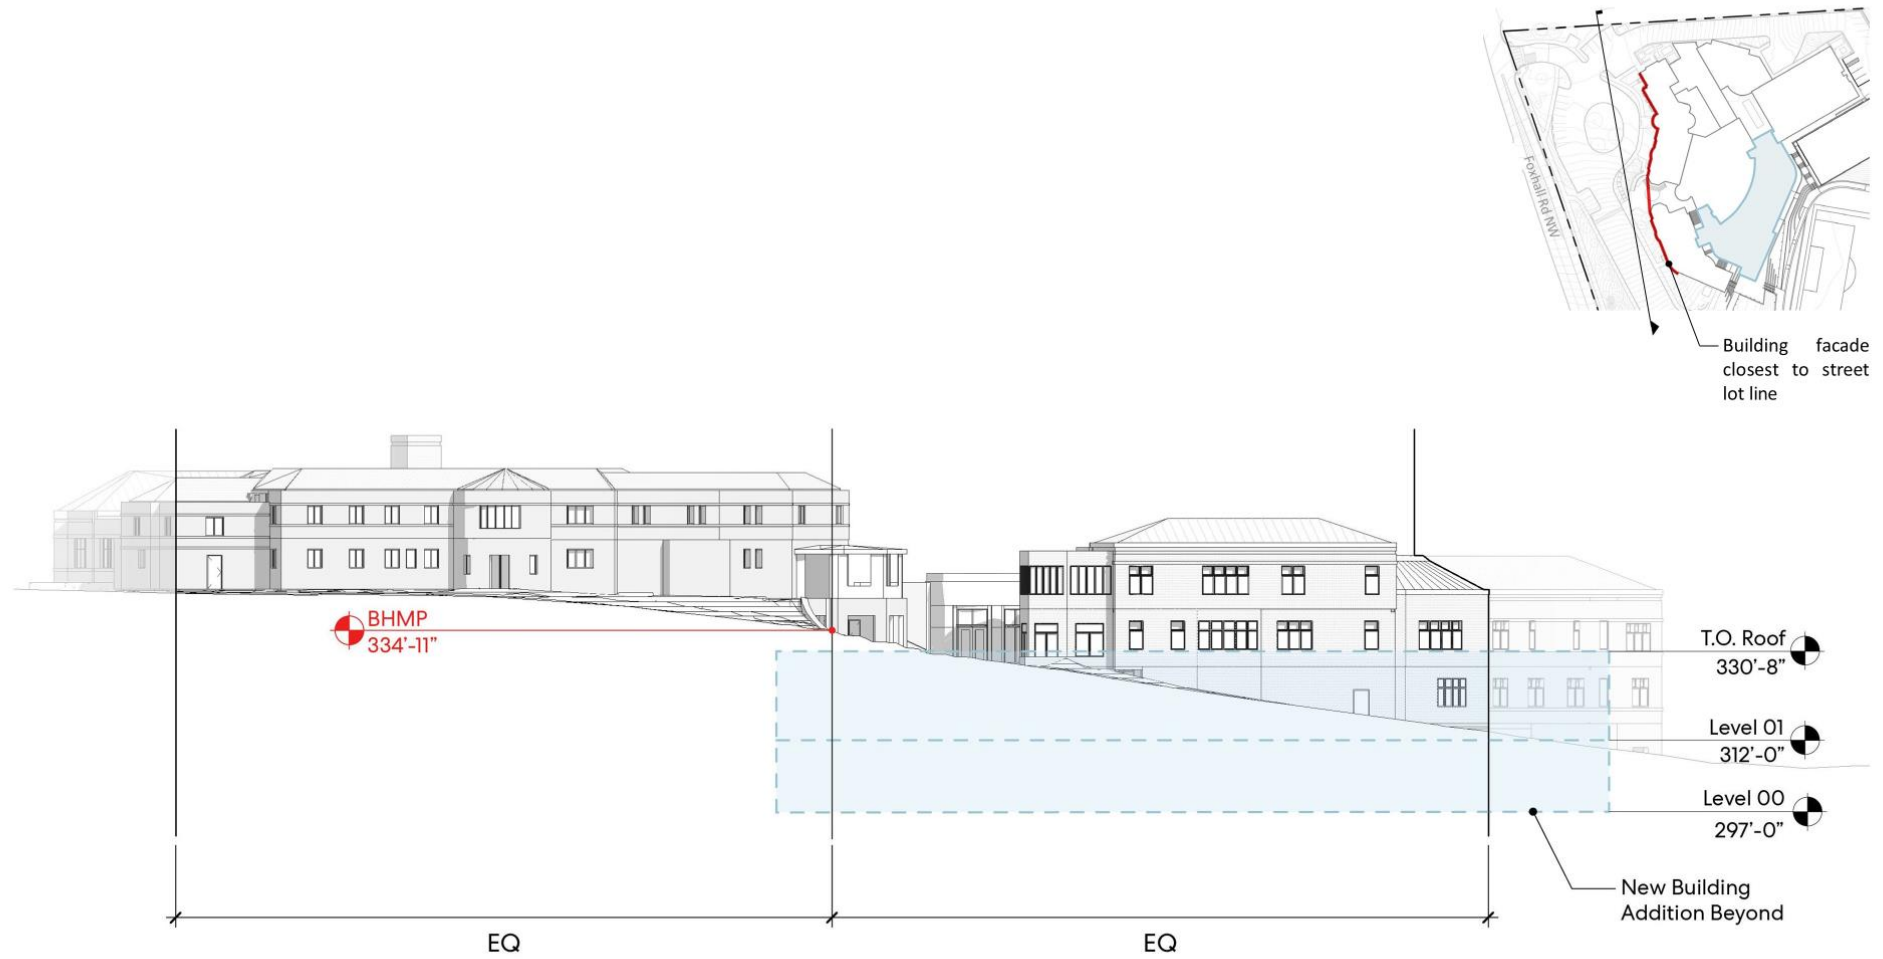 Foxhall Rd NW
Building facade
closest to street
lot line
BHMP
334'-11"
T.O. Roof
330'-8"
Level 01
312'-0"
Level 00
297'-0"
New Building
Addition Beyond
EQ
EQ